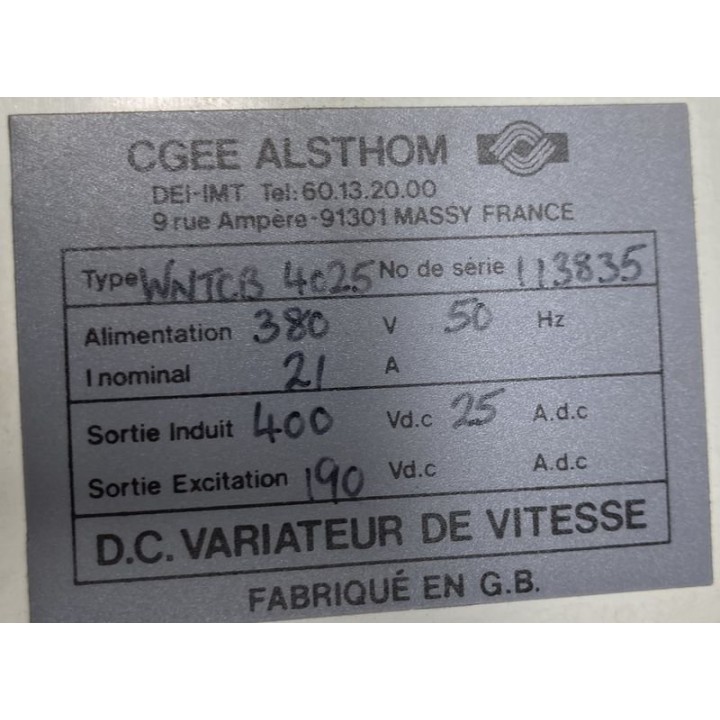 CGEE ALSTHOM
DEI-IMT Tel: 60.13.20.00
9 rue Ampère-91301 MASSY FRANCE
Type WNTCB 4025 No de série 113835
Alimentation 380 V 50 Hz
I nominal 21 A
Sortie Induit 400 Vd.c 25 A.d.c
Sortie Excitation 190 Vd.c A.d.c
D.C. VARIATEUR DE VITESSE
FABRIQUÉ EN G.B.